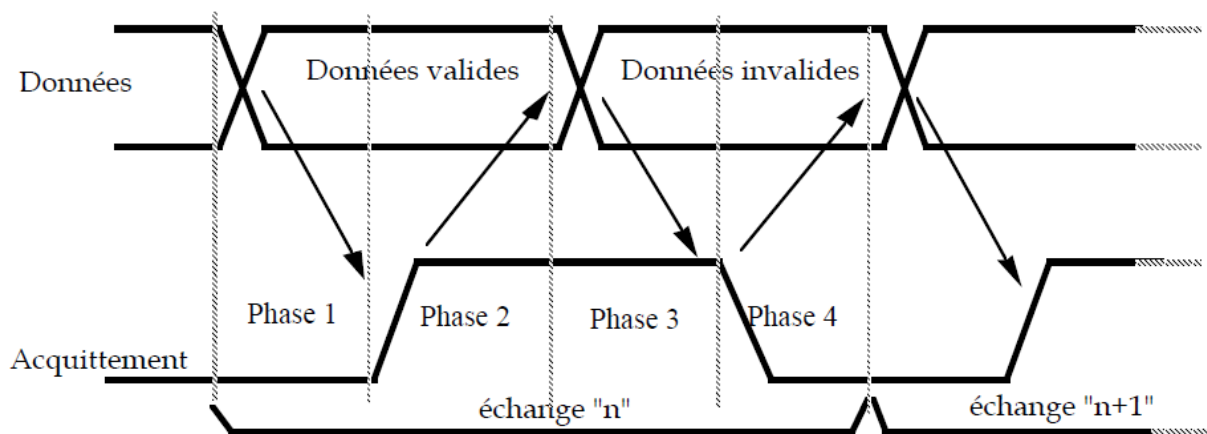 Données
Données valides
Données invalides
Phase 1
Phase 2
Phase 3
Phase 4
Acquittement
échange "n"
échange "n+1"